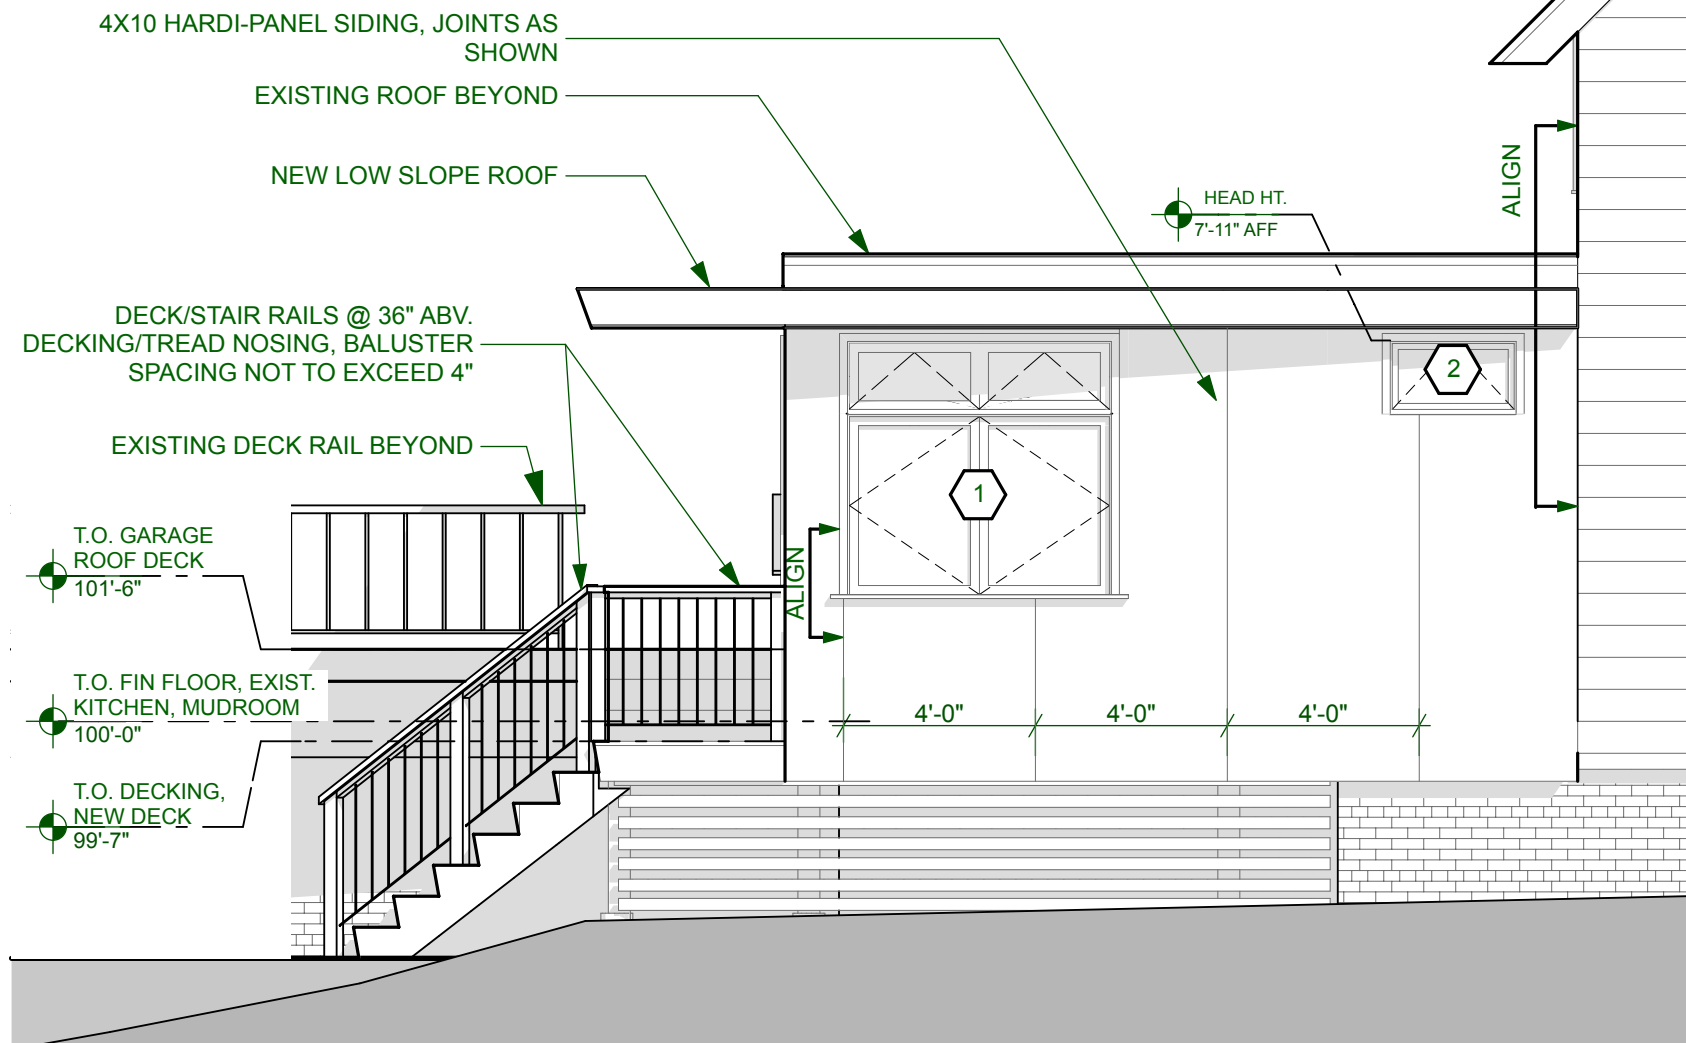 4X10 HARDI-PANEL SIDING, JOINTS AS
SHOWN
EXISTING ROOF BEYOND
NEW LOW SLOPE ROOF
HEAD HT.
7'-11" AFF
ALIGN
DECK/STAIR RAILS @ 36" ABV.
DECKING/TREAD NOSING, BALUSTER
SPACING NOT TO EXCEED 4"
2
EXISTING DECK RAIL BEYOND
1
T.O. GARAGE
ROOF DECK
101'-6"
ALIGN
T.O. FIN FLOOR, EXIST.
KITCHEN, MUDROOM
100'-0"
4'-0"
4'-0"
4'-0"
T.O. DECKING,
NEW DECK
99'-7"